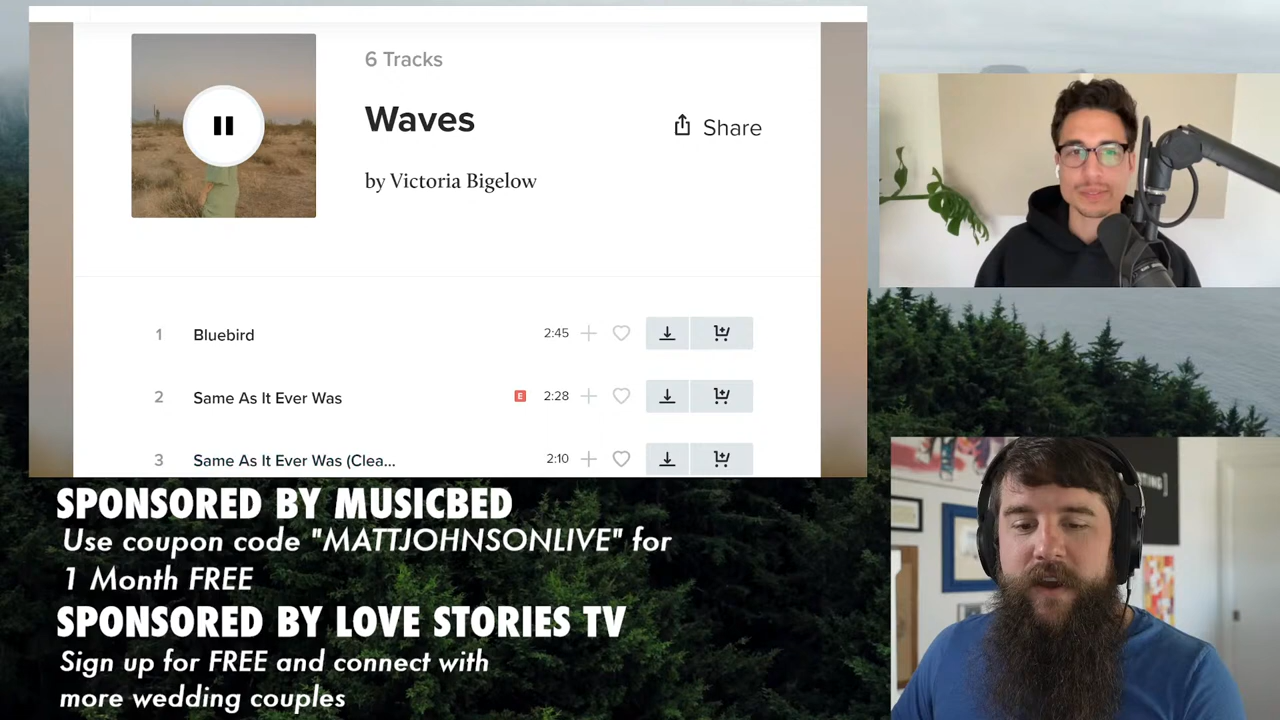 6 Tracks
Waves
Share
by Victoria Bigelow
1 Bluebird 2:45
2 Same As It Ever Was E 2:28
3 Same As It Ever Was (Clea... 2:10
SPONSORED BY MUSICBED
Use coupon code "MATTJOHNSONLIVE" for
1 Month FREE
SPONSORED BY LOVE STORIES TV
Sign up for FREE and connect with
more wedding couples